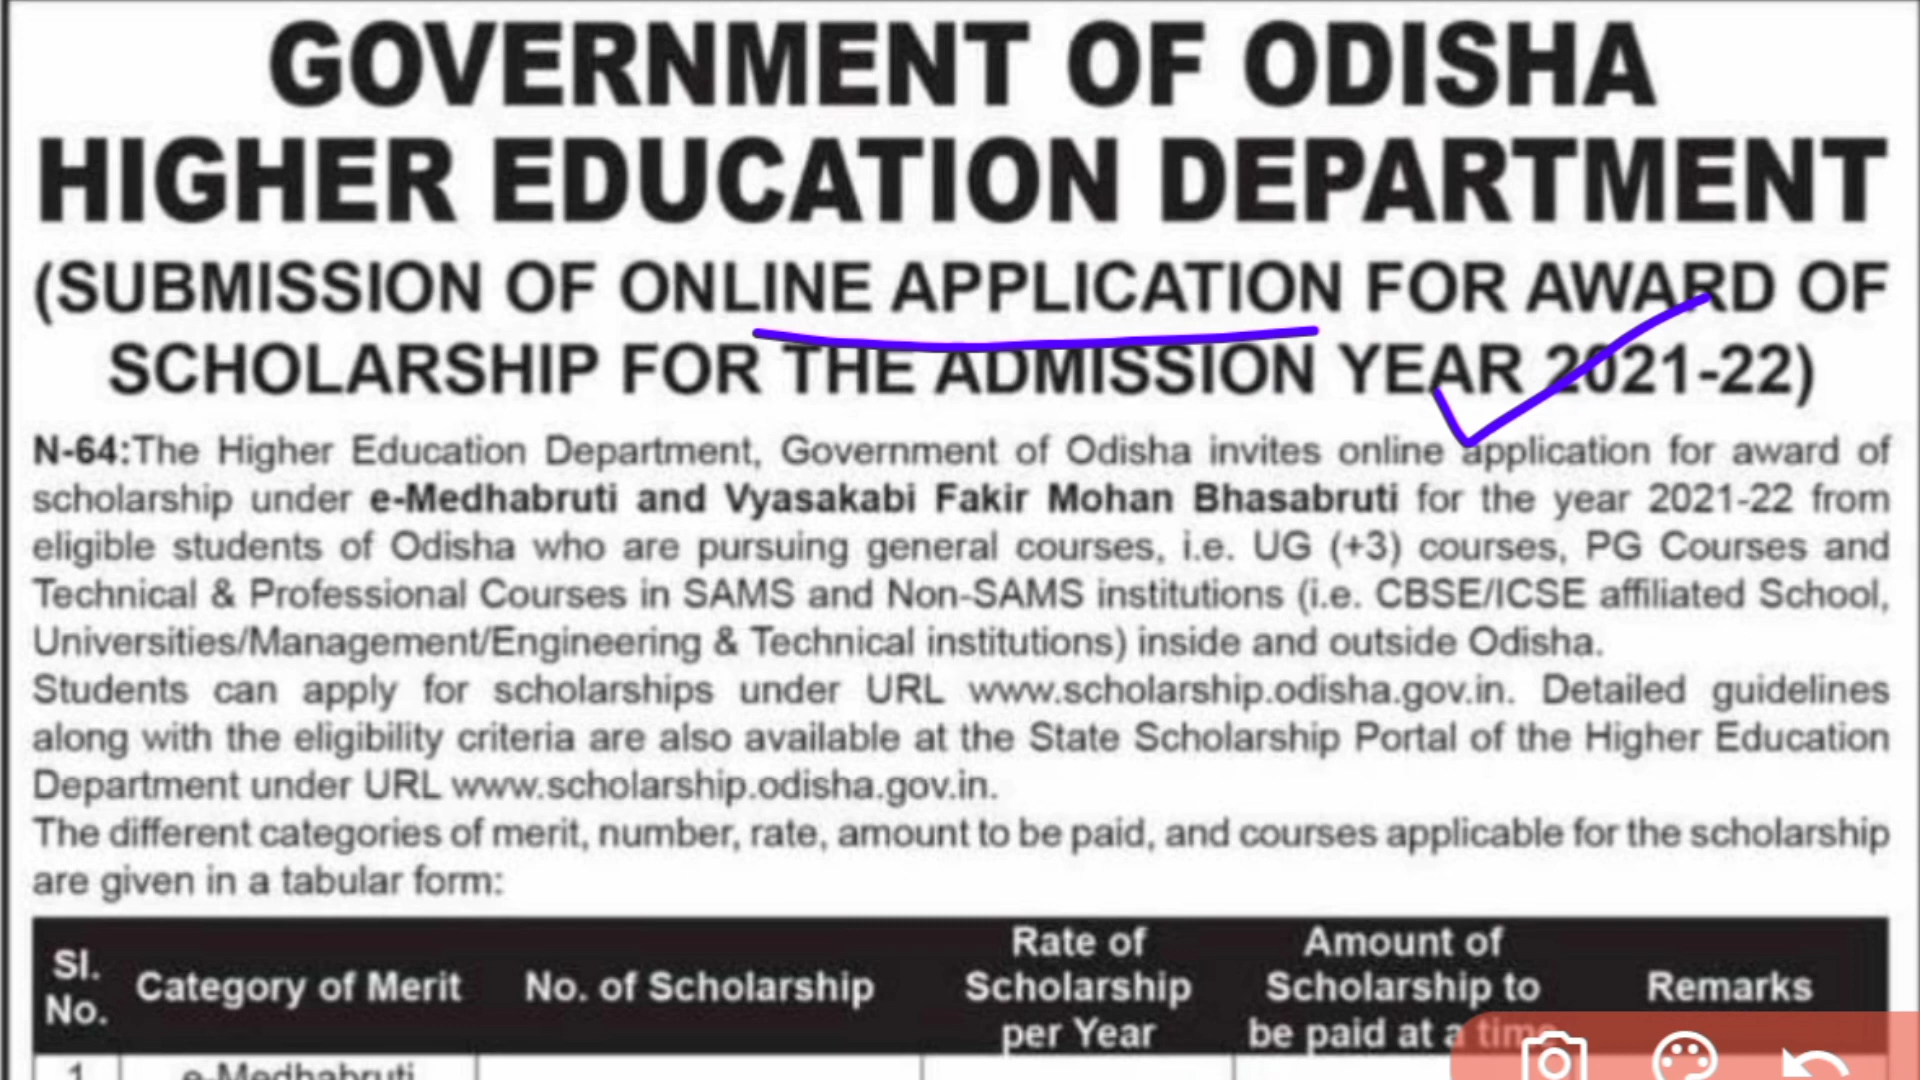 GOVERNMENT OF ODISHA
HIGHER EDUCATION DEPARTMENT
(SUBMISSION OF ONLINE APPLICATION FOR AWARD OF
SCHOLARSHIP FOR THE ADMISSION YEAR 2021-22)
N-64:The Higher Education Department, Government of Odisha invites online application for award of
scholarship under e-Medhabruti and Vyasakabi Fakir Mohan Bhasabruti for the year 2021-22 from
eligible students of Odisha who are pursuing general courses, i.e. UG (+3) courses, PG Courses and
Technical & Professional Courses in SAMS and Non-SAMS institutions (i.e. CBSE/ICSE affiliated School,
Universities/Management/Engineering & Technical institutions) inside and outside Odisha.
Students can apply for scholarships under URL www.scholarship.odisha.gov.in. Detailed guidelines
along with the eligibility criteria are also available at the State Scholarship Portal of the Higher Education
Department under URL www.scholarship.odisha.gov.in.
The different categories of merit, number, rate, amount to be paid, and courses applicable for the scholarship
are given in a tabular form:
Sl. No. Category of Merit No. of Scholarship Rate of Scholarship per Year Amount of Scholarship to be paid at a time Remarks
1 e-Medhabruti